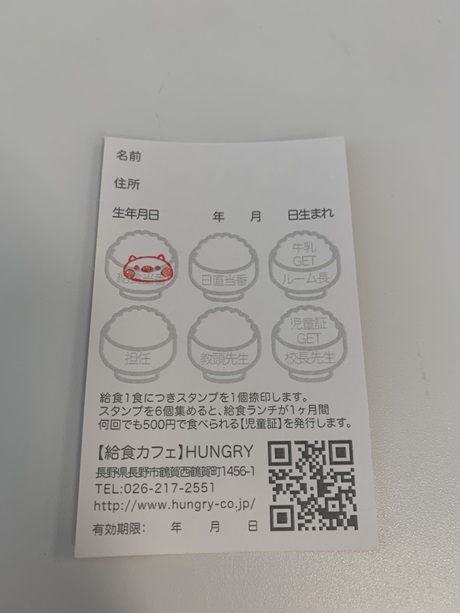 名前
住所
生年月日 年 月 日生まれ
日直当番
牛乳
GET
ルーム長
担任
教頭先生
児童証
GET
校長先生
給食1食につきスタンプを1個捺印します。
スタンプを6個集めると、給食ランチが1ヶ月間
何回でも500円で食べられる【児童証】を発行します。
【給食カフェ】HUNGRY
長野県長野市鶴賀西鶴賀町1456-1
TEL:026-217-2551
http://www.hungry-co.jp/
有効期限: 年 月 日